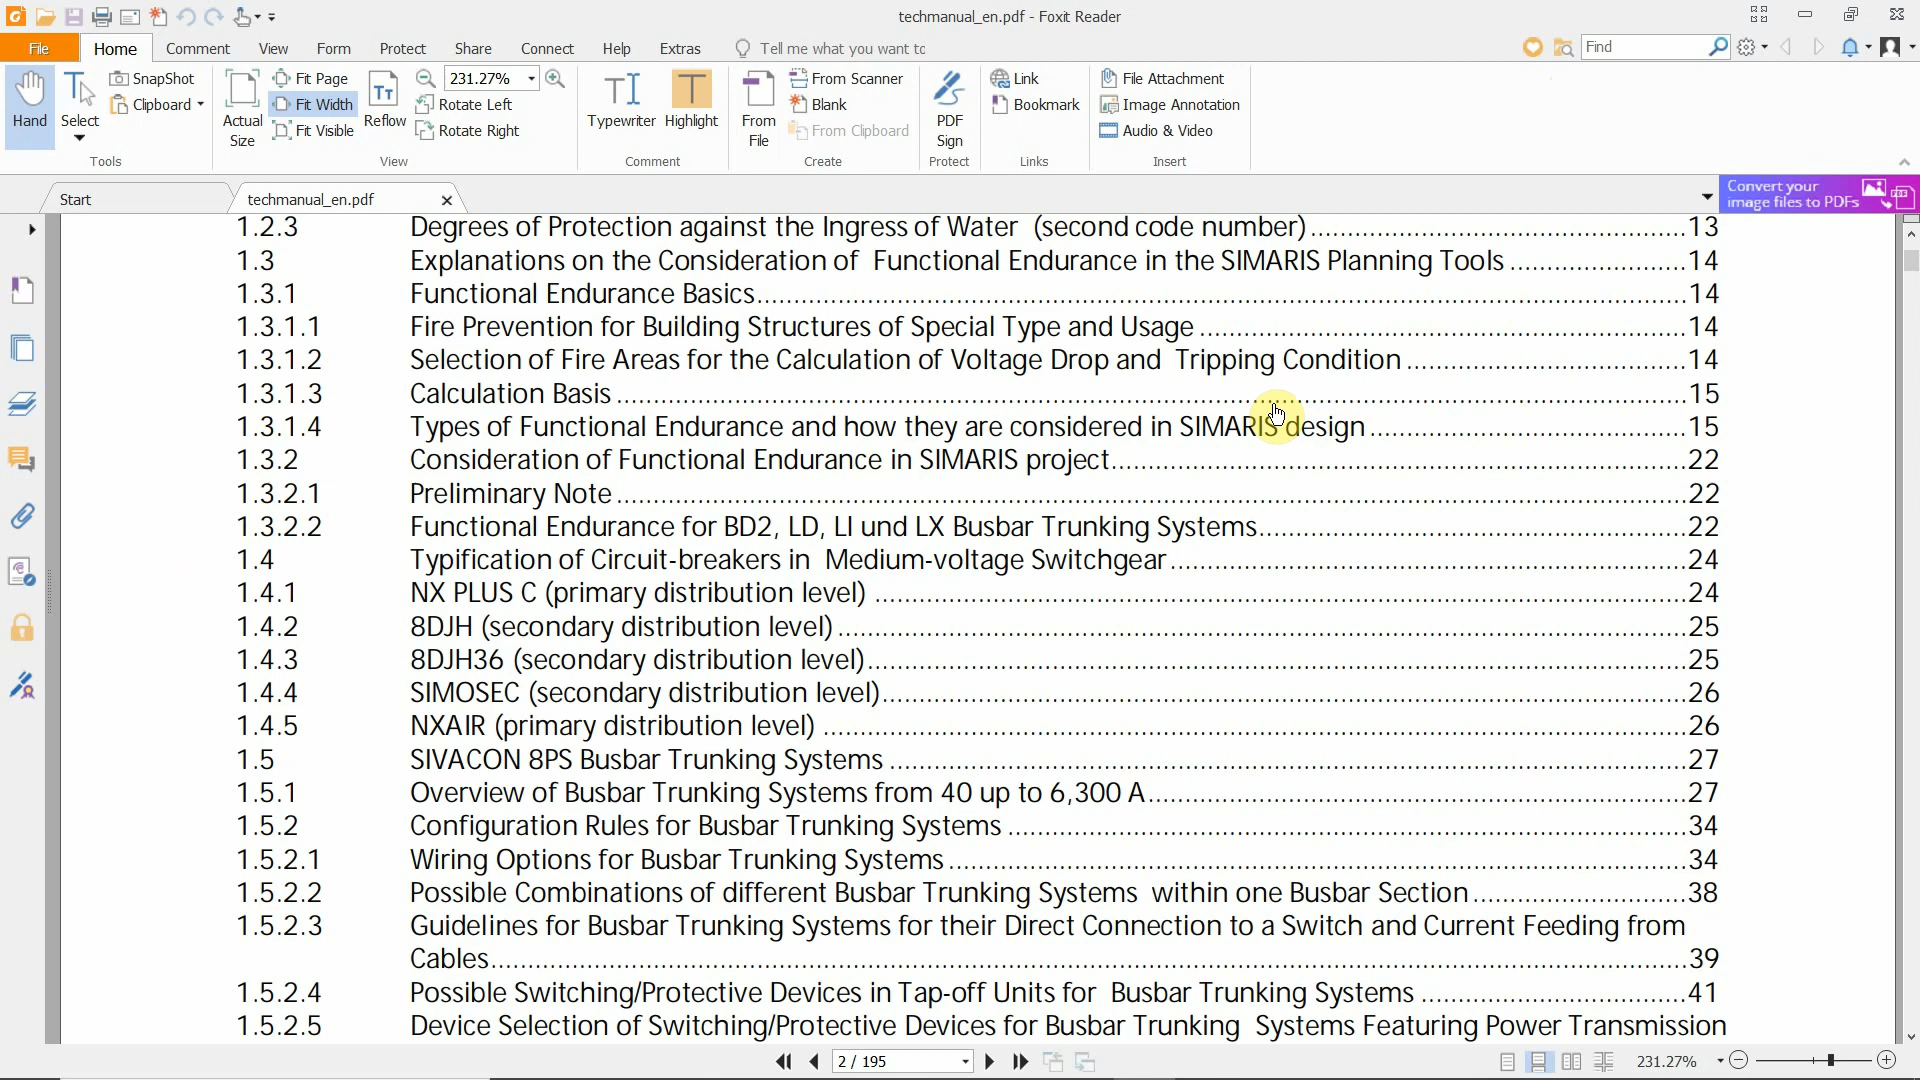 techmanual_en.pdf - Foxit Reader
File Home Comment View Form Protect Share Connect Help Extras Tell me what you want to Find
SnapShot Fit Page 231.27% From Scanner Link File Attachment
Clipboard Fit Width Rotate Left Blank Bookmark Image Annotation
Hand Select Actual Size Fit Visible Reflow Rotate Right Typewriter Highlight From File From Clipboard PDF Sign Audio & Video
Tools View Comment Create Protect Links Insert
Start techmanual_en.pdf Convert your image files to PDFs
1.2.3 Degrees of Protection against the Ingress of Water (second code number) 13
1.3 Explanations on the Consideration of Functional Endurance in the SIMARIS Planning Tools 14
1.3.1 Functional Endurance Basics 14
1.3.1.1 Fire Prevention for Building Structures of Special Type and Usage 14
1.3.1.2 Selection of Fire Areas for the Calculation of Voltage Drop and Tripping Condition 14
1.3.1.3 Calculation Basis 15
1.3.1.4 Types of Functional Endurance and how they are considered in SIMARIS design 15
1.3.2 Consideration of Functional Endurance in SIMARIS project 22
1.3.2.1 Preliminary Note 22
1.3.2.2 Functional Endurance for BD2, LD, LI und LX Busbar Trunking Systems 22
1.4 Typification of Circuit-breakers in Medium-voltage Switchgear 24
1.4.1 NX PLUS C (primary distribution level) 24
1.4.2 8DJH (secondary distribution level) 25
1.4.3 8DJH36 (secondary distribution level) 25
1.4.4 SIMOSEC (secondary distribution level) 26
1.4.5 NXAIR (primary distribution level) 26
1.5 SIVACON 8PS Busbar Trunking Systems 27
1.5.1 Overview of Busbar Trunking Systems from 40 up to 6,300 A 27
1.5.2 Configuration Rules for Busbar Trunking Systems 34
1.5.2.1 Wiring Options for Busbar Trunking Systems 34
1.5.2.2 Possible Combinations of different Busbar Trunking Systems within one Busbar Section 38
1.5.2.3 Guidelines for Busbar Trunking Systems for their Direct Connection to a Switch and Current Feeding from
Cables 39
1.5.2.4 Possible Switching/Protective Devices in Tap-off Units for Busbar Trunking Systems 41
1.5.2.5 Device Selection of Switching/Protective Devices for Busbar Trunking Systems Featuring Power Transmission
2 / 195 231.27%